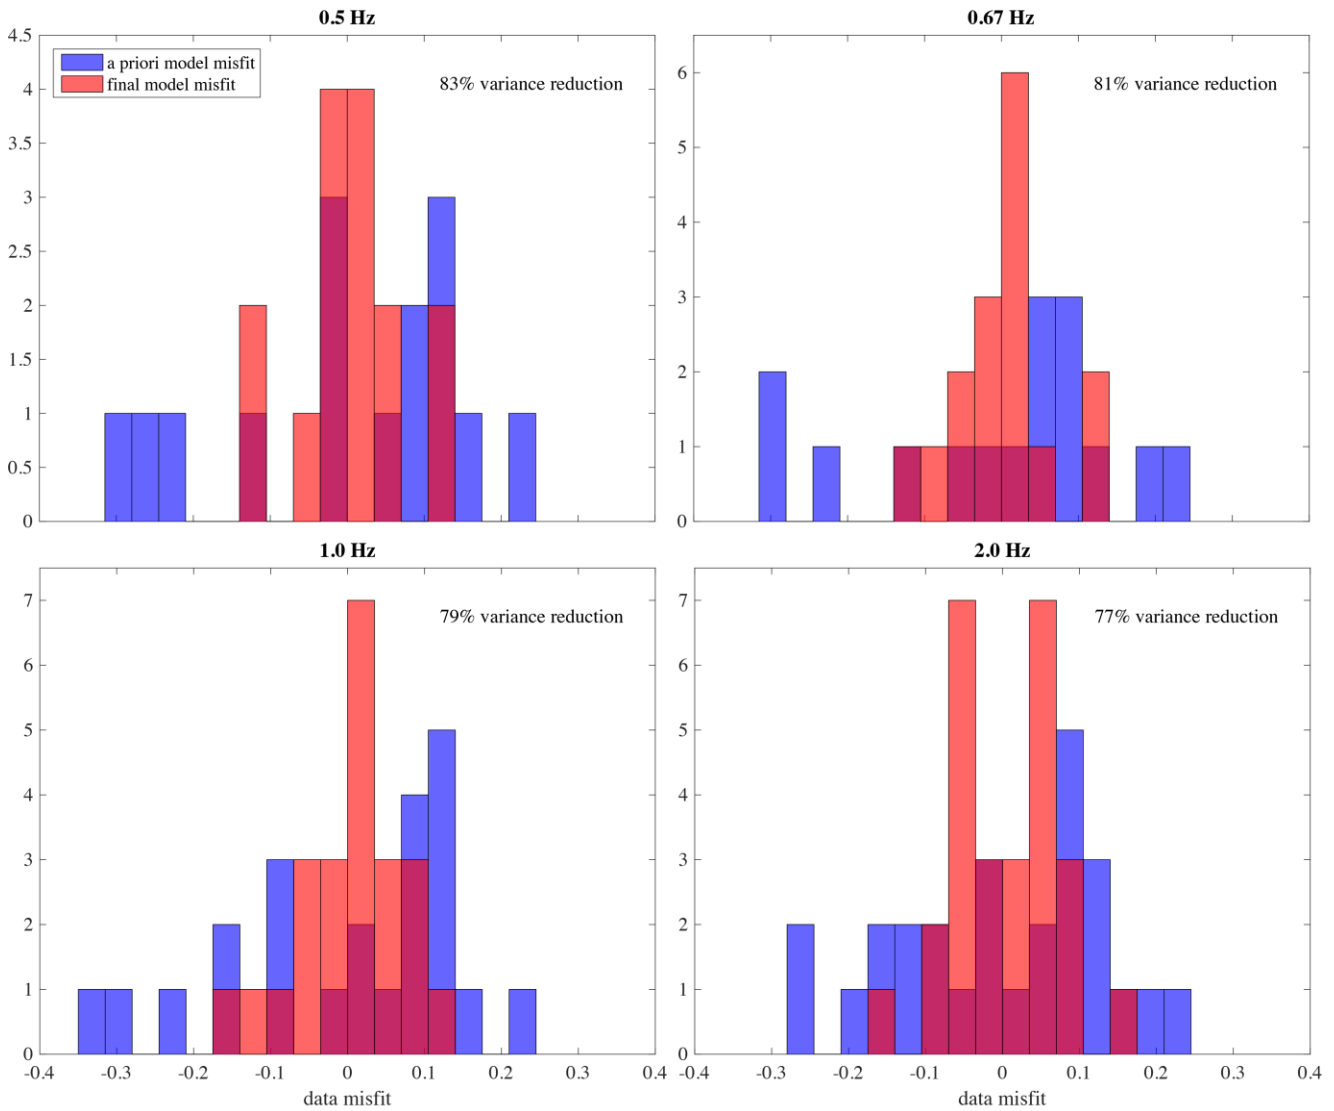 0.5 Hz
4.5
4
3.5
3
2.5
2
1.5
1
0.5
0
a priori model misfit
final model misfit
83% variance reduction
0.67 Hz
6
5
4
3
2
1
0
81% variance reduction
1.0 Hz
7
6
5
4
3
2
1
0
79% variance reduction
-0.4 -0.3 -0.2 -0.1 0 0.1 0.2 0.3 0.4
data misfit
2.0 Hz
7
6
5
4
3
2
1
0
77% variance reduction
-0.4 -0.3 -0.2 -0.1 0 0.1 0.2 0.3 0.4
data misfit